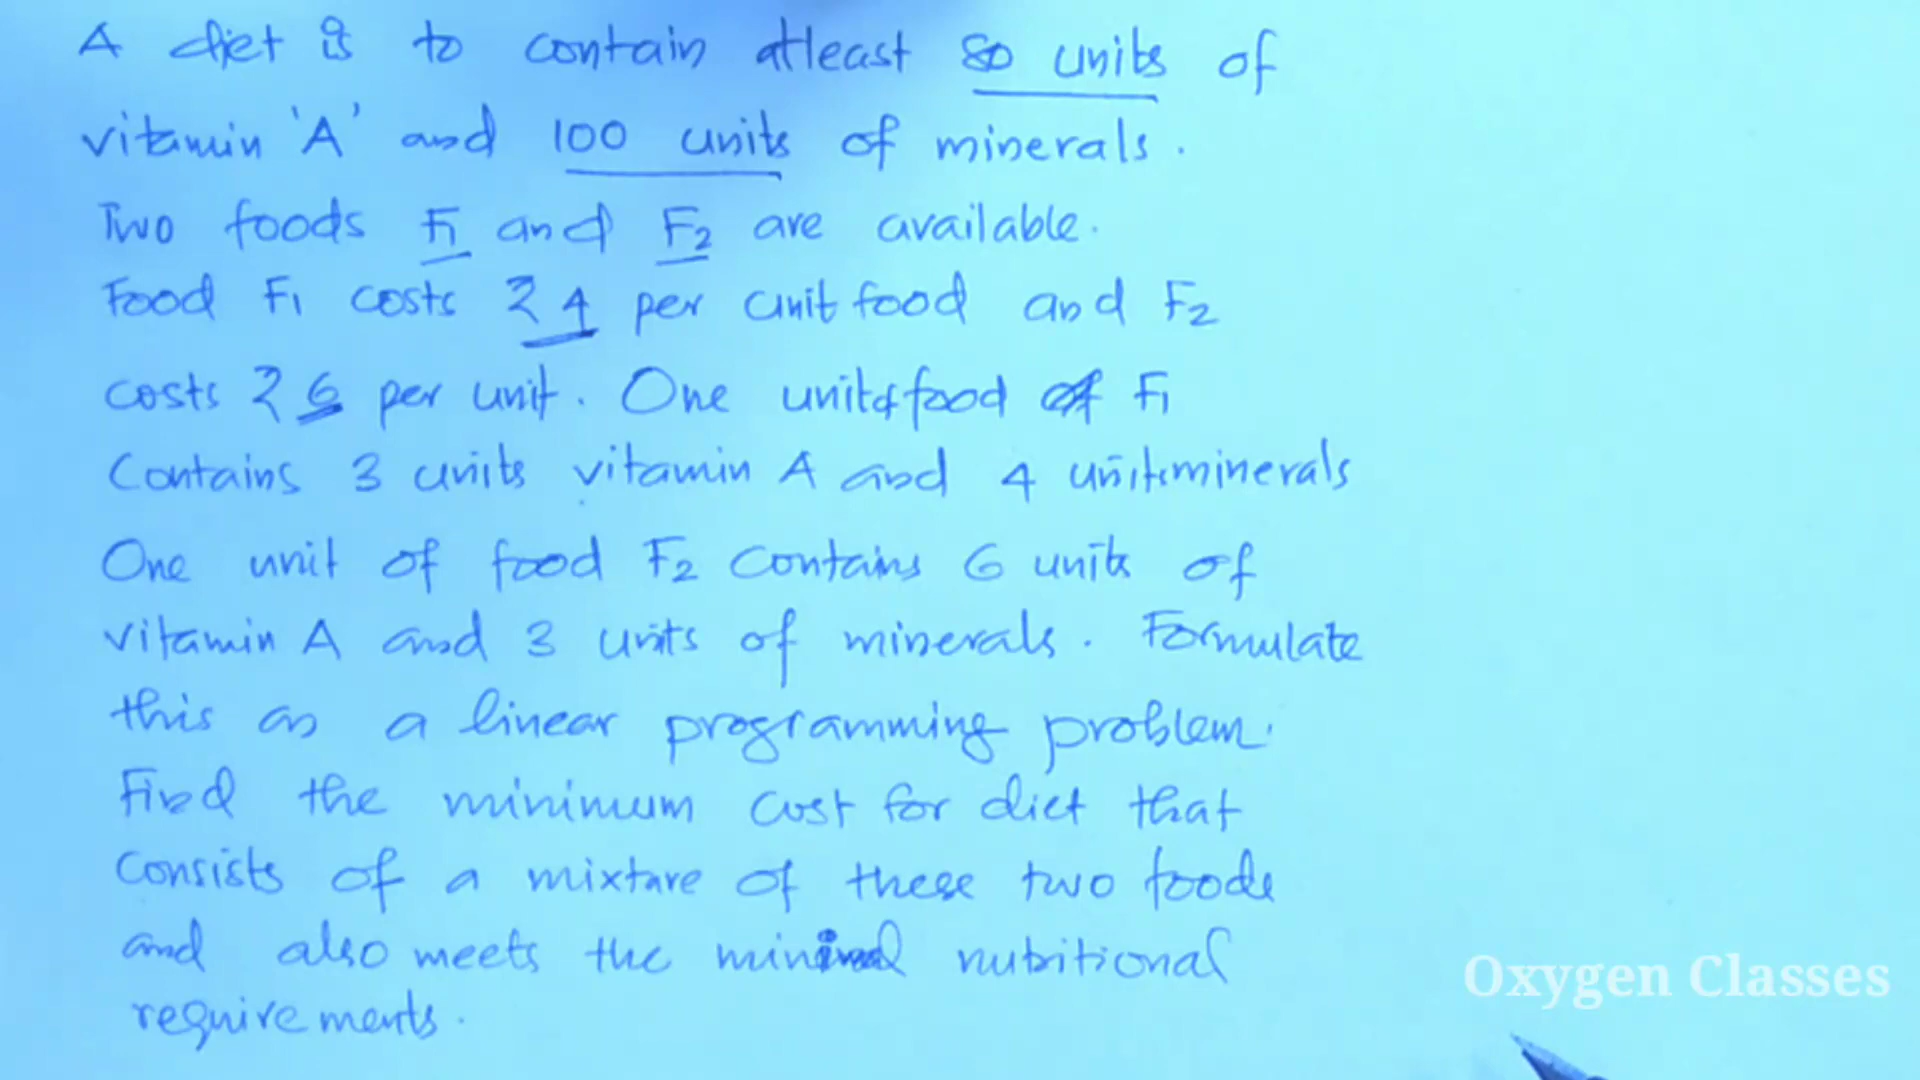 A diet is to contain atleast 80 units of
vitamin 'A' and 100 units of minerals.
Two foods F1 and F2 are available.
Food F1 costs ₹ 4 per unit food and F2
costs ₹ 6 per unit. One unit of food of F1
Contains 3 units vitamin A and 4 units minerals
One unit of food F2 contains 6 units of
vitamin A and 3 units of minerals. Formulate
this as a linear programming problem.
Find the minimum cost for diet that
consists of a mixture of these two foods
and also meets the minimal nutritional
requirements.
Oxygen Classes